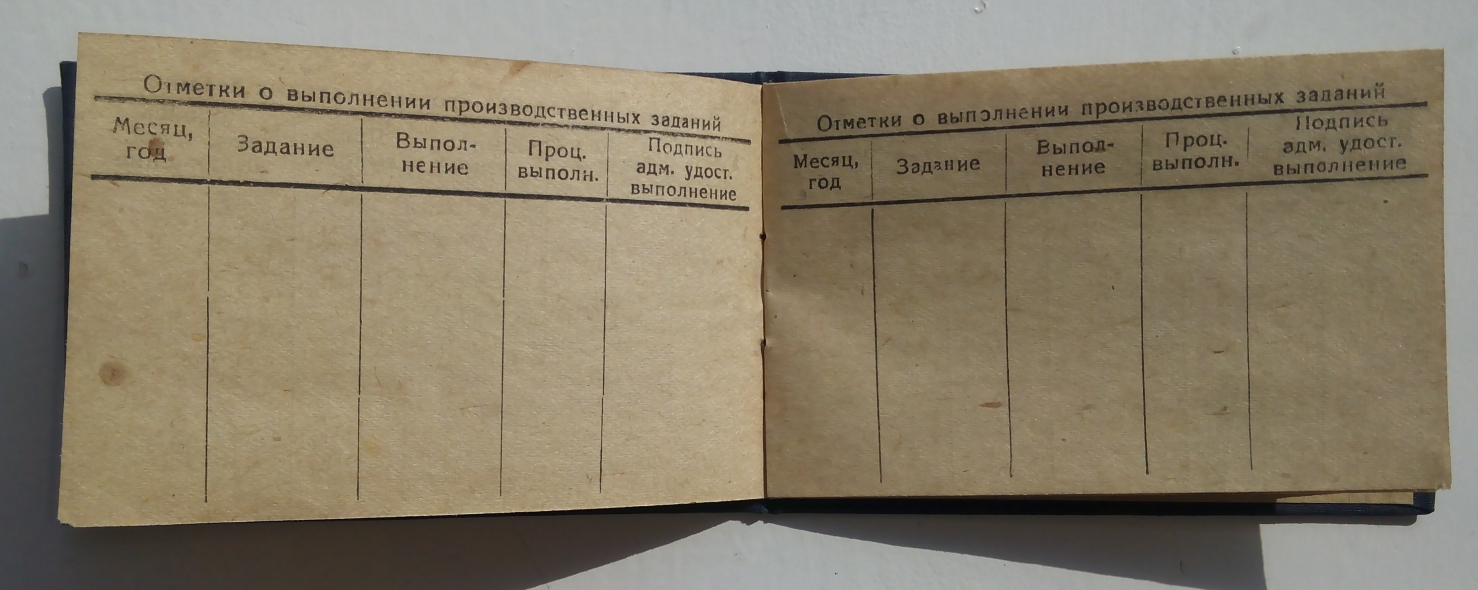 Отметки о выполнении производственных заданий
Месяц,
год
Задание
Выпол-
нение
Проц.
выполн.
Подпись
адм. удост.
выполнение
Отметки о выполнении производственных заданий
Месяц,
год
Задание
Выпол-
нение
Проц.
выполн.
Подпись
адм. удост.
выполнение